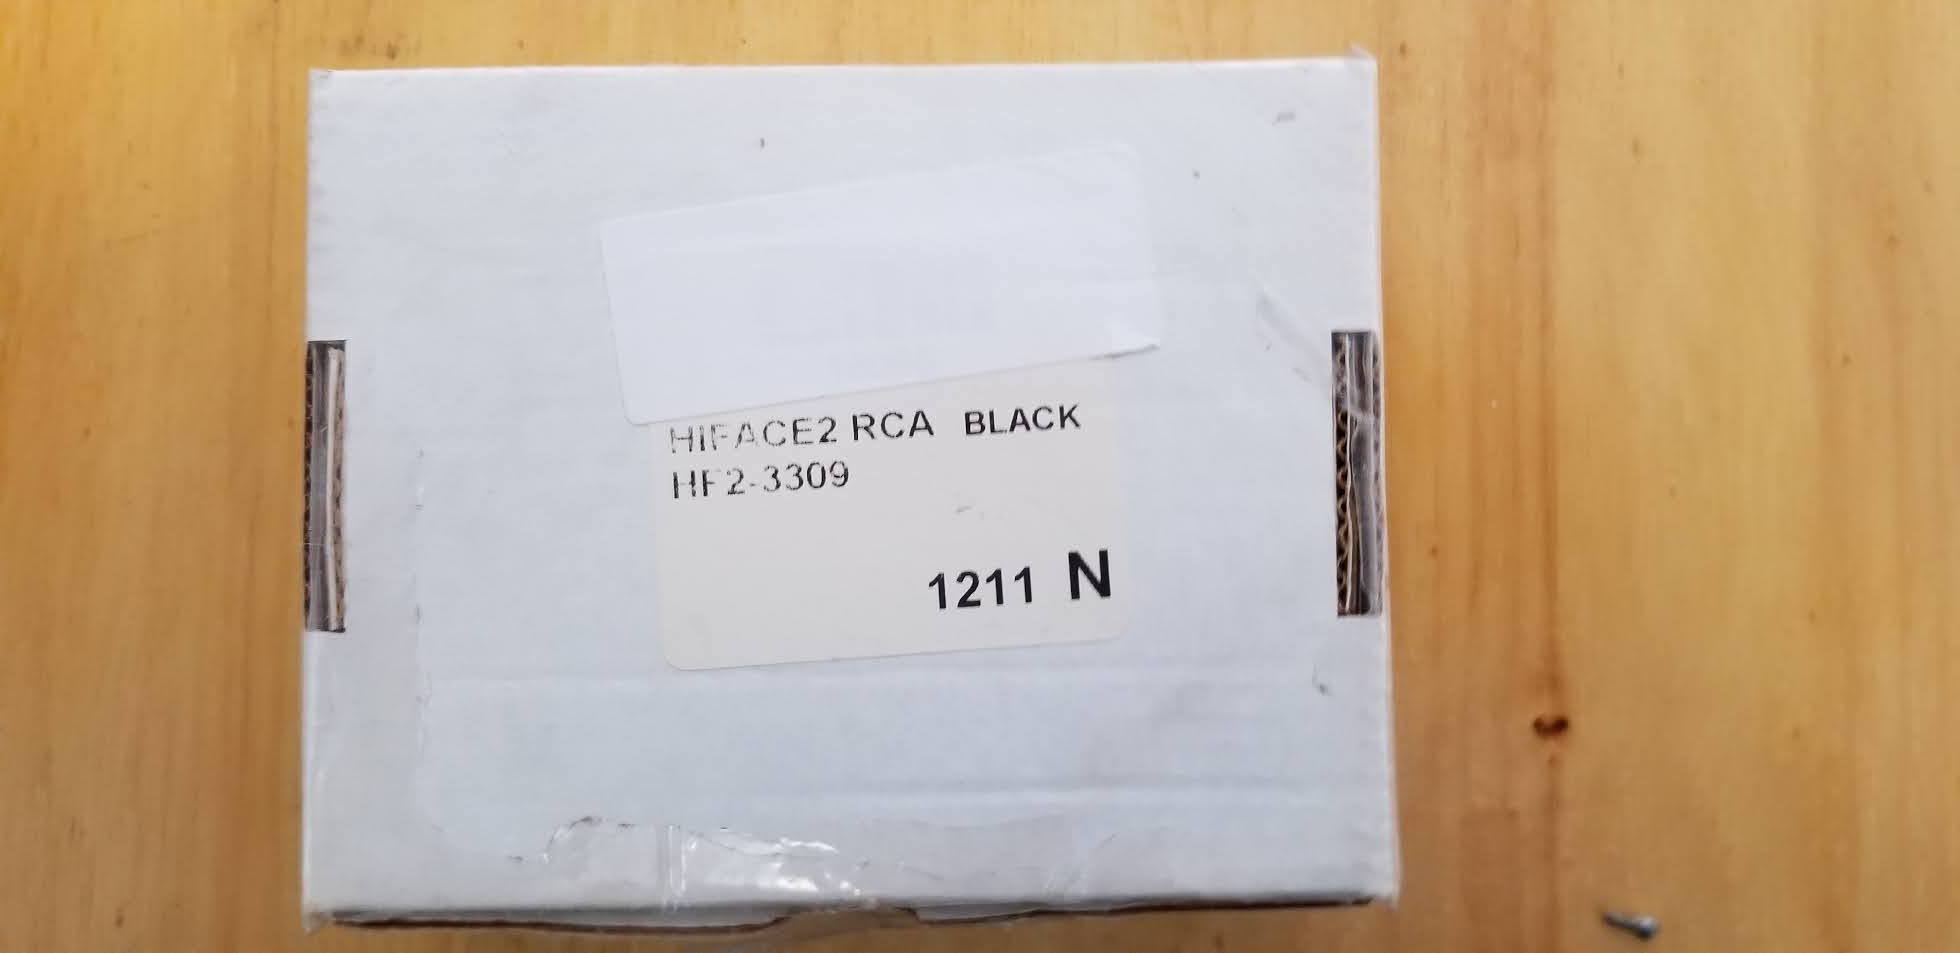 HIFACE2 RCA BLACK
HF2-3309
1211 N